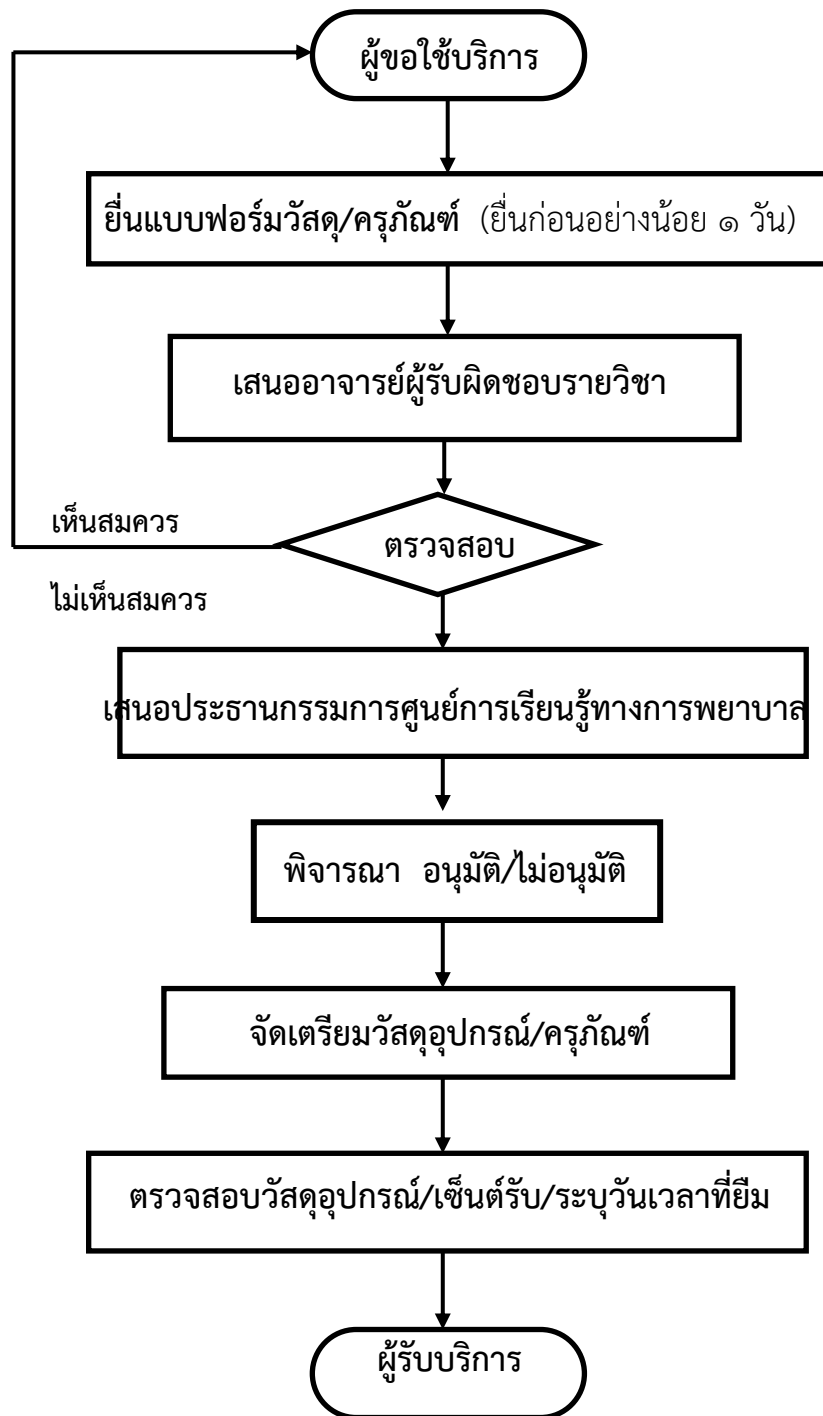 ผู้ขอใช้บริการ
ยื่นแบบฟอร์มวัสดุ/ครุภัณฑ์ (ยื่นก่อนอย่างน้อย ๑ วัน)
เสนออาจารย์ผู้รับผิดชอบรายวิชา
เห็นสมควร
ตรวจสอบ
ไม่เห็นสมควร
เสนอประธานกรรมการศูนย์การเรียนรู้ทางการพยาบาล
พิจารณา อนุมัติ/ไม่อนุมัติ
จัดเตรียมวัสดุอุปกรณ์/ครุภัณฑ์
ตรวจสอบวัสดุอุปกรณ์/เซ็นต์รับ/ระบุวันเวลาที่ยืม
ผู้รับบริการ